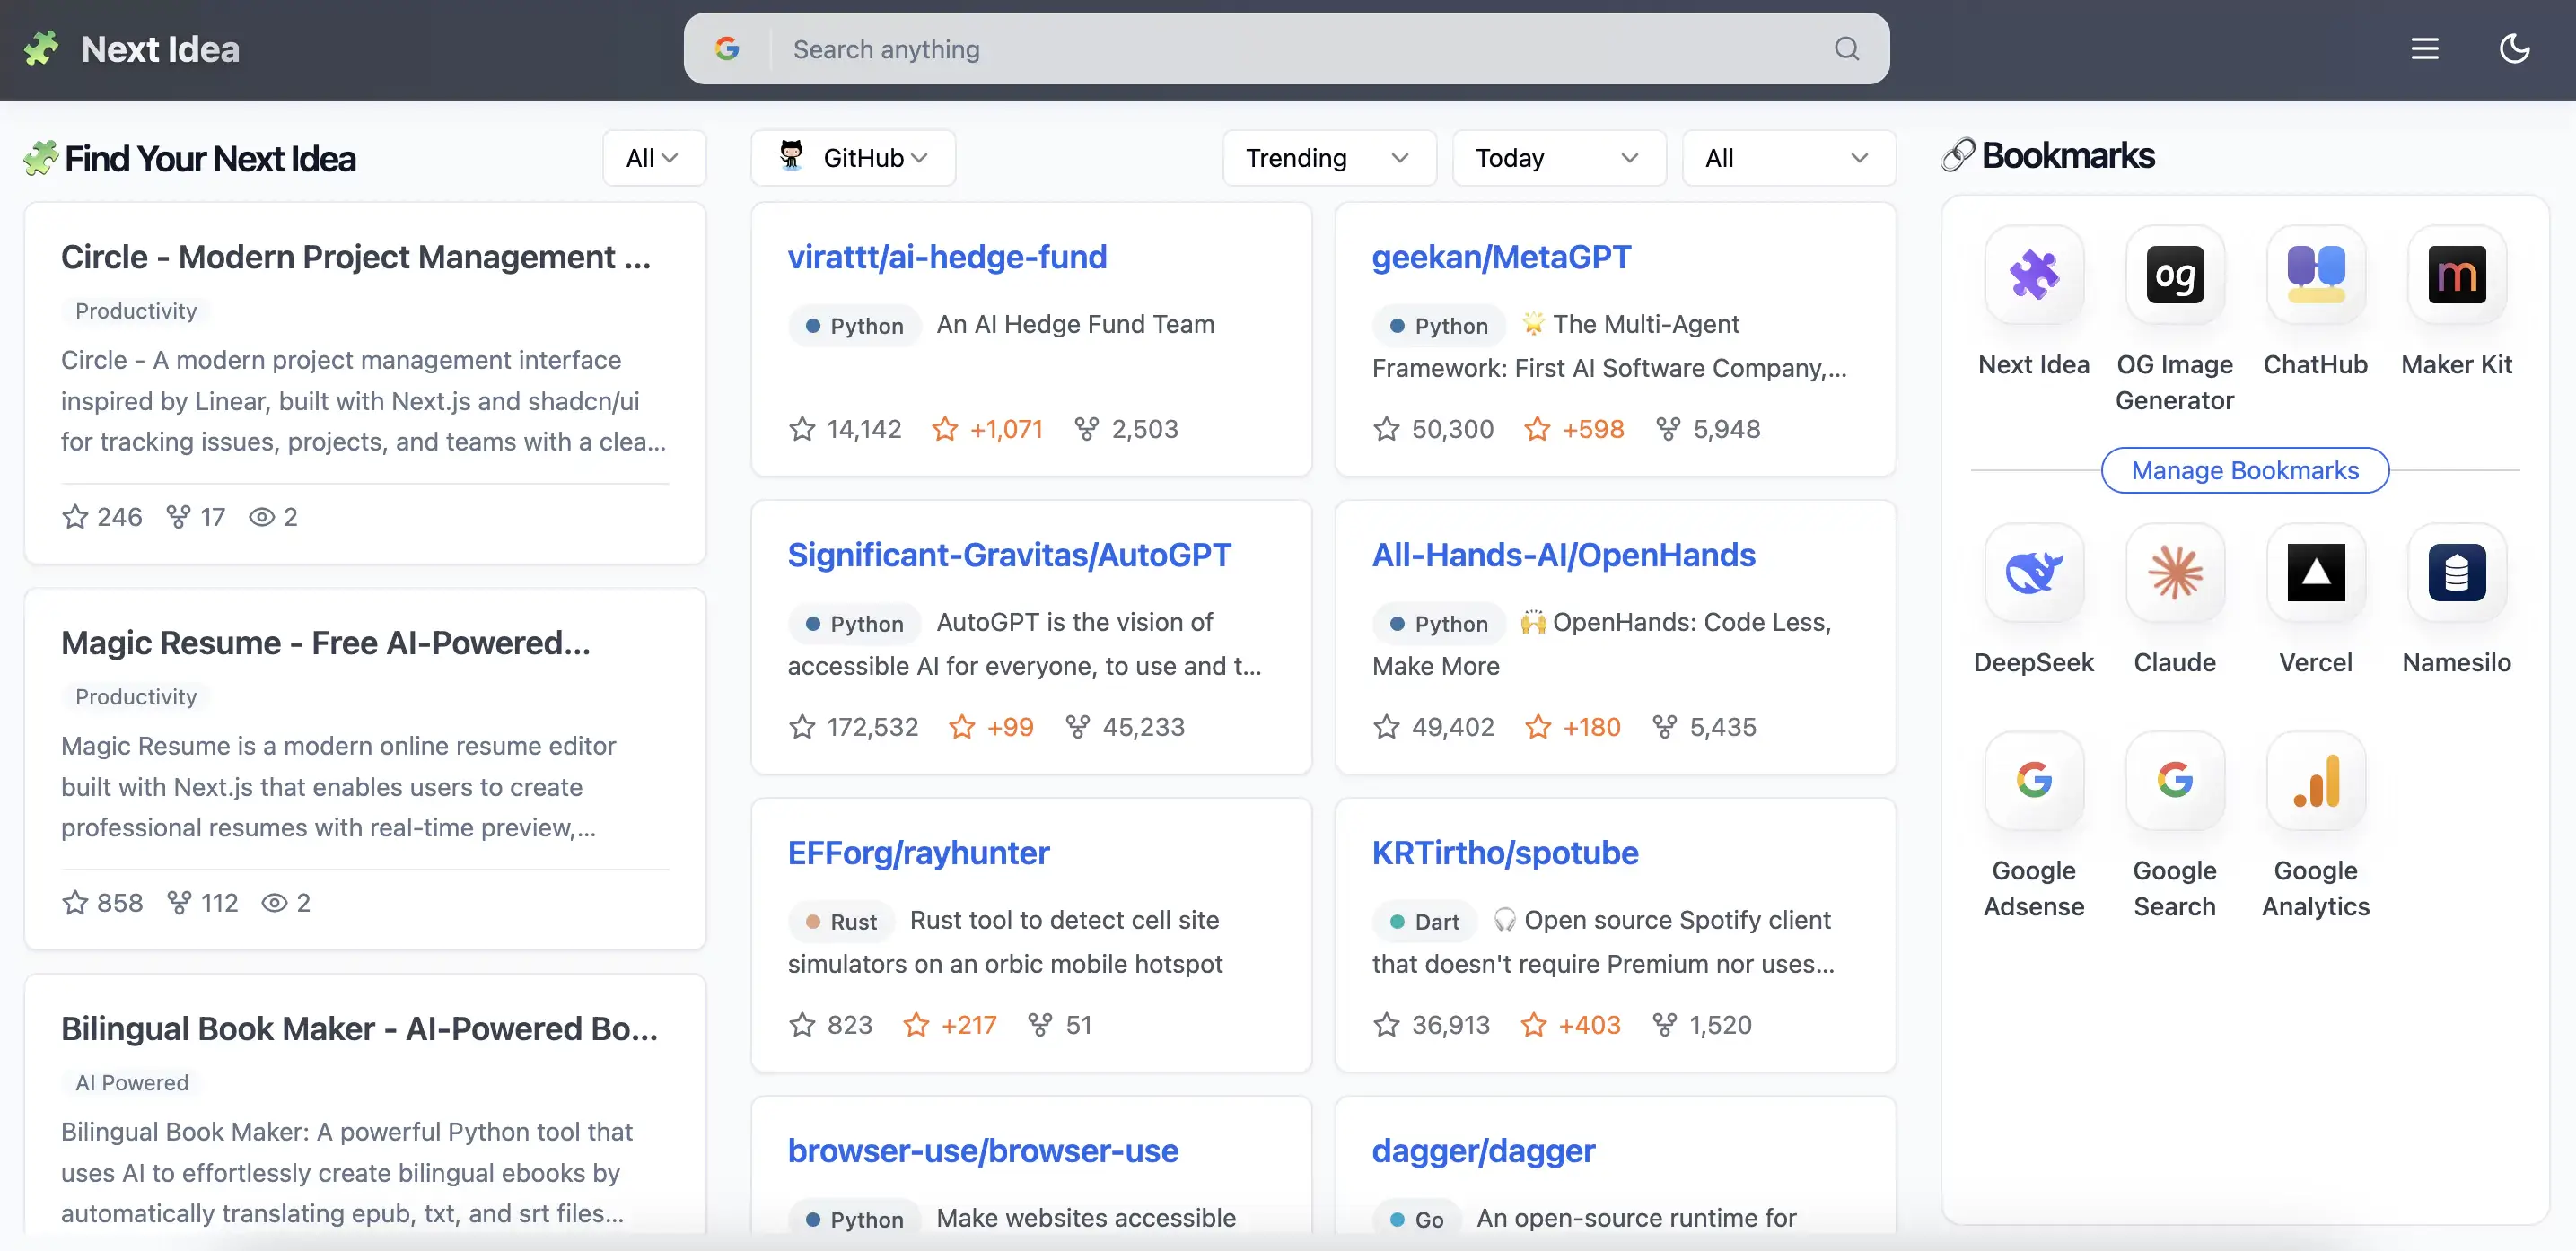 Next Idea
Search anything
Find Your Next Idea
All
Circle - Modern Project Management ...
Productivity
Circle - A modern project management interface
inspired by Linear, built with Next.js and shadcn/ui
for tracking issues, projects, and teams with a clea...
246 17 2
Magic Resume - Free AI-Powered...
Productivity
Magic Resume is a modern online resume editor
built with Next.js that enables users to create
professional resumes with real-time preview,...
858 112 2
Bilingual Book Maker - AI-Powered Bo...
AI Powered
Bilingual Book Maker: A powerful Python tool that
uses AI to effortlessly create bilingual ebooks by
automatically translating epub, txt, and srt files...
GitHub
Trending
Today
All
virattt/ai-hedge-fund
Python An AI Hedge Fund Team
14,142 +1,071 2,503
geekan/MetaGPT
Python 🌟 The Multi-Agent
Framework: First AI Software Company,...
50,300 +598 5,948
Significant-Gravitas/AutoGPT
Python AutoGPT is the vision of
accessible AI for everyone, to use and t...
172,532 +99 45,233
All-Hands-AI/OpenHands
Python 🙌 OpenHands: Code Less,
Make More
49,402 +180 5,435
EFForg/rayhunter
Rust Rust tool to detect cell site
simulators on an orbic mobile hotspot
823 +217 51
KRTirtho/spotube
Dart 🎧 Open source Spotify client
that doesn't require Premium nor uses...
36,913 +403 1,520
browser-use/browser-use
Python Make websites accessible
dagger/dagger
Go An open-source runtime for
Bookmarks
og
m
Next Idea
OG Image
Generator
ChatHub
Maker Kit
Manage Bookmarks
DeepSeek
Claude
Vercel
Namesilo
Google
Adsense
Google
Search
Google
Analytics